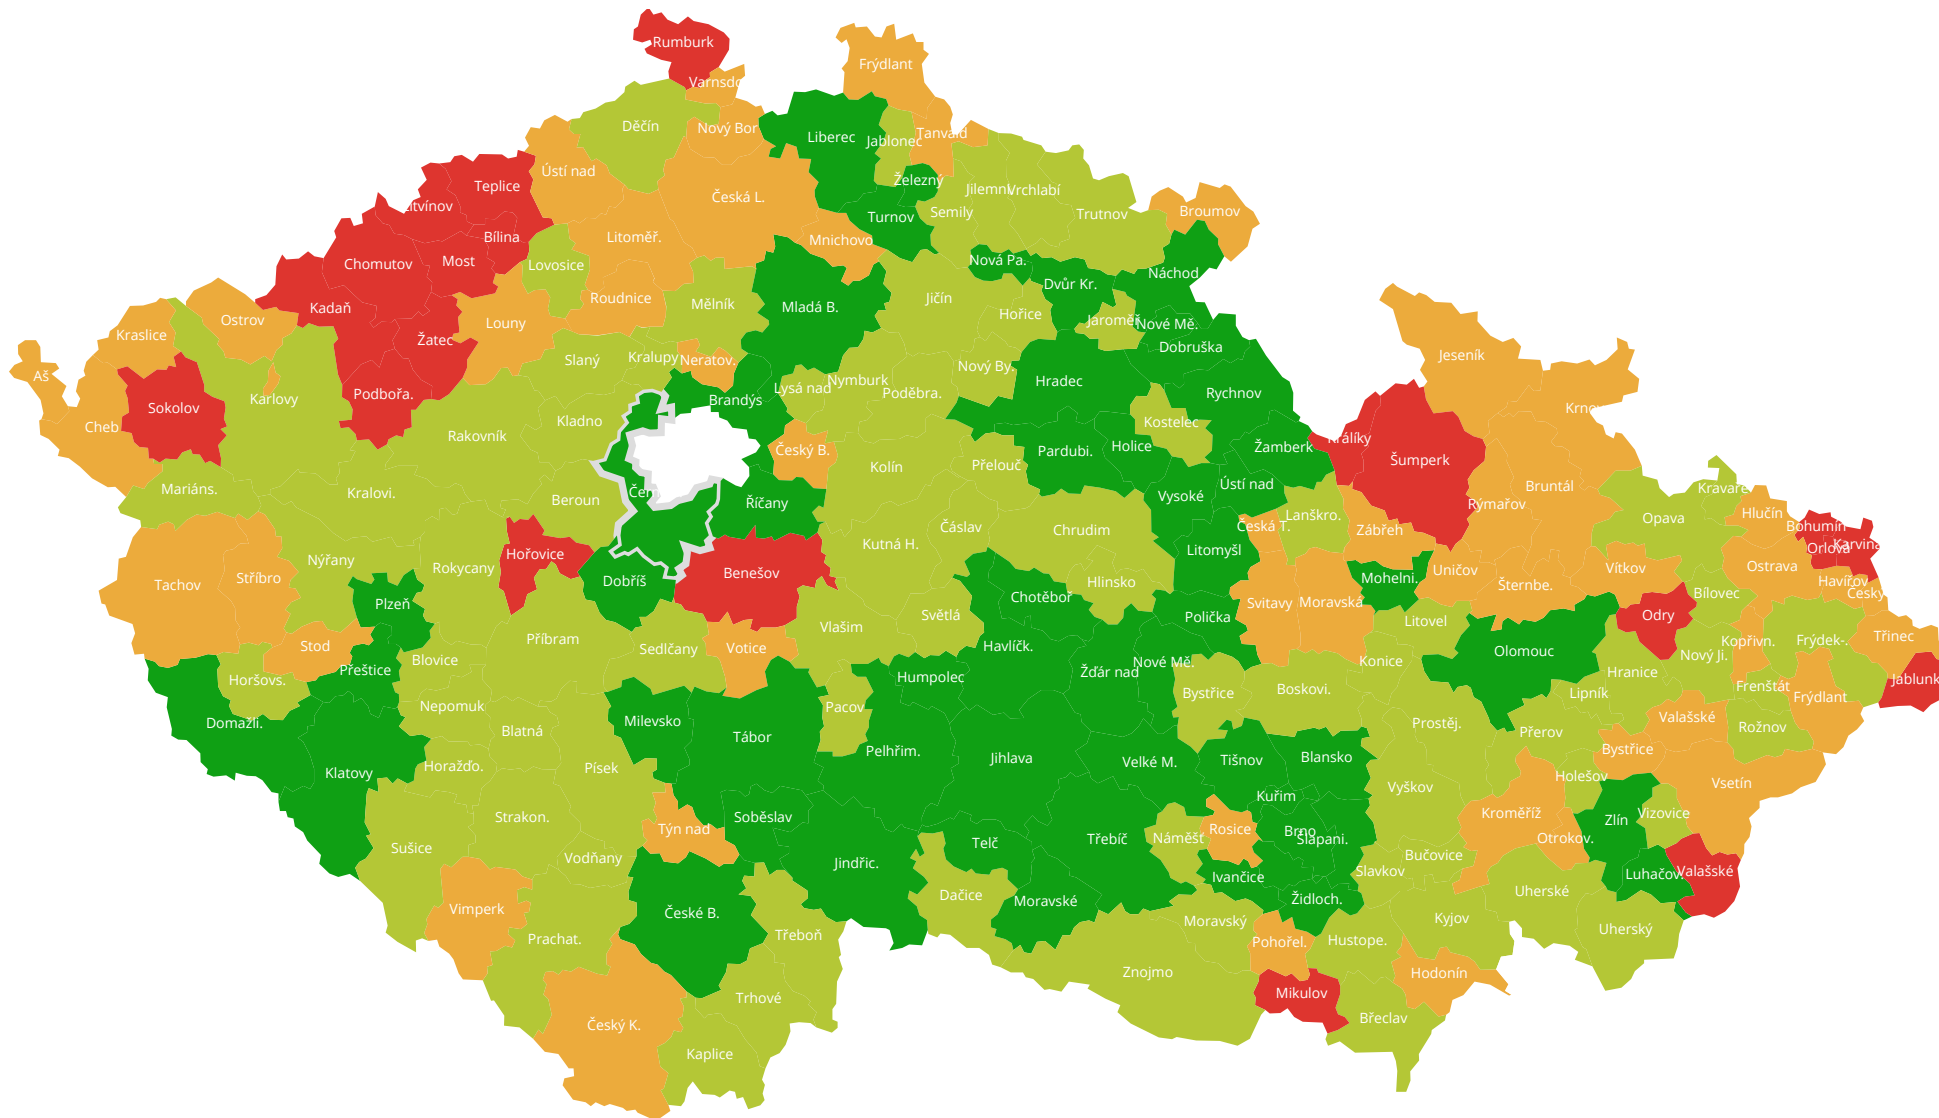 Rumburk
Frýdlant
Varnsdo
Děčín
Nový Bor
Liberec
Jablonec
Tanvald
Ústí nad
Teplice
Železný
Jilemni
Vrchlabí
Česká L.
Litvínov
Semily
Turnov
Trutnov
Broumov
Bílina
Litoměř.
Mnichovo
Most
Chomutov
Lovosice
Nová Pa.
Náchod
Dvůr Kr.
Roudnice
Mělník
Mladá B.
Jičín
Kadaň
Ostrov
Louny
Hořice
Jaroměř
Nové Mě.
Kraslice
Žatec
Dobruška
Jeseník
Slaný
Kralupy
Neratov.
Nový By.
Aš
Karlovy
Podbořa.
Lysá nad
Nymburk
Poděbra.
Hradec
Rychnov
Sokolov
Brandýs
Krnov
Cheb
Rakovník
Kladno
Kostelec
Český B.
Pardubi.
Holice
Žamberk
Králíky
Šumperk
Kolín
Přelouč
Mariáns.
Kralovi.
Beroun
Čern
Říčany
Vysoké
Ústí nad
Bruntál
Kravaře
Rýmařov
Lanškro.
Opava
Hlučín
Čáslav
Chrudim
Česká T.
Zábřeh
Bohumín
Kutná H.
Litomyšl
Orlová
Karviná
Hořovice
Nýřany
Rokycany
Dobříš
Benešov
Stříbro
Tachov
Hlinsko
Mohelni.
Uničov
Šternbe.
Vítkov
Ostrava
Havířov
Český
Plzeň
Chotěboř
Svitavy
Moravská
Bílovec
Světlá
Polička
Litovel
Odry
Příbram
Vlašim
Stod
Sedlčany
Votice
Havlíčk.
Olomouc
Kopřivn.
Frýdek-.
Třinec
Nový Ji.
Blovice
Přeštice
Horšovs.
Humpolec
Žďár nad
Nové Mě.
Konice
Hranice
Jablunk
Frenštát
Lipník
Frýdlant
Bystřice
Boskovi.
Nepomuk
Pacov
Domažli.
Milevsko
Blatná
Tábor
Prostěj.
Přerov
Valašské
Rožnov
Pelhřim.
Jihlava
Velké M.
Tišnov
Blansko
Bystřice
Horažďo.
Písek
Klatovy
Holešov
Vsetín
Vyškov
Kuřim
Strakon.
Soběslav
Týn nad
Rosice
Brno
Šlapani.
Kroměříž
Zlín
Vizovice
Otrokov.
Náměšť
Třebíč
Telč
Sušice
Vodňany
Jindřic.
Bučovice
Slavkov
Ivančice
Luhačov.
Valašské
Uherské
Dačice
Moravské
Židloch.
Vimperk
České B.
Moravský
Kyjov
Uherský
Prachat.
Třeboň
Pohořel.
Hustope.
Znojmo
Hodonín
Mikulov
Trhové
Břeclav
Český K.
Kaplice